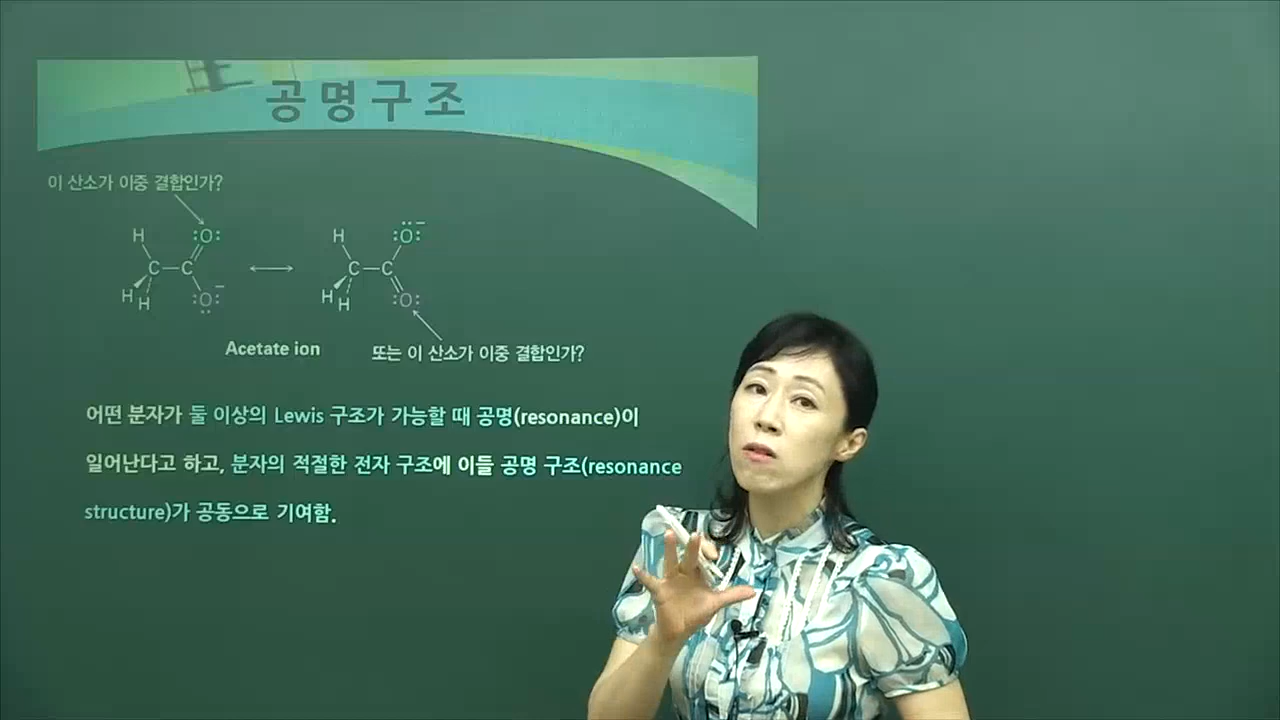 공명구조
이 산소가 이중 결합인가?
H :O: H :O:–
C–C ⟷ C–C
H H :O:– H H :O:
Acetate ion
또는 이 산소가 이중 결합인가?
어떤 분자가 둘 이상의 Lewis 구조가 가능할 때 공명(resonance)이
일어난다고 하고, 분자의 적절한 전자 구조에 이들 공명 구조(resonance
structure)가 공동으로 기여함.